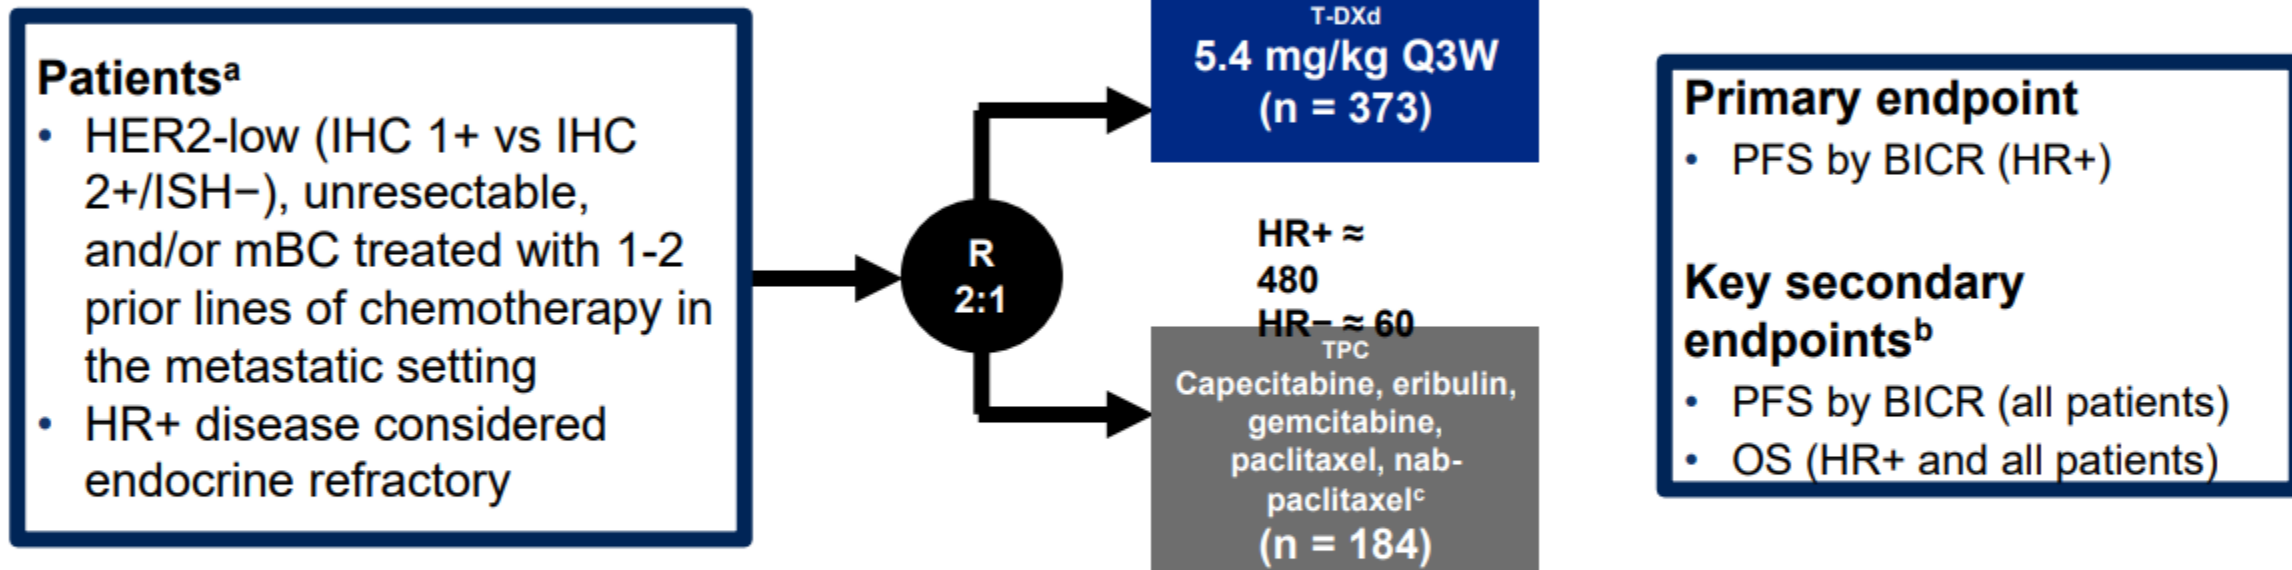 Patientsᵃ
• HER2-low (IHC 1+ vs IHC
2+/ISH−), unresectable,
and/or mBC treated with 1-2
prior lines of chemotherapy in
the metastatic setting
• HR+ disease considered
endocrine refractory
R
2:1
T-DXd
5.4 mg/kg Q3W
(n = 373)
HR+ ≈
480
HR− ≈ 60
TPC
Capecitabine, eribulin,
gemcitabine,
paclitaxel, nab-
paclitaxelᶜ
(n = 184)
Primary endpoint
• PFS by BICR (HR+)
Key secondary
endpointsᵇ
• PFS by BICR (all patients)
• OS (HR+ and all patients)